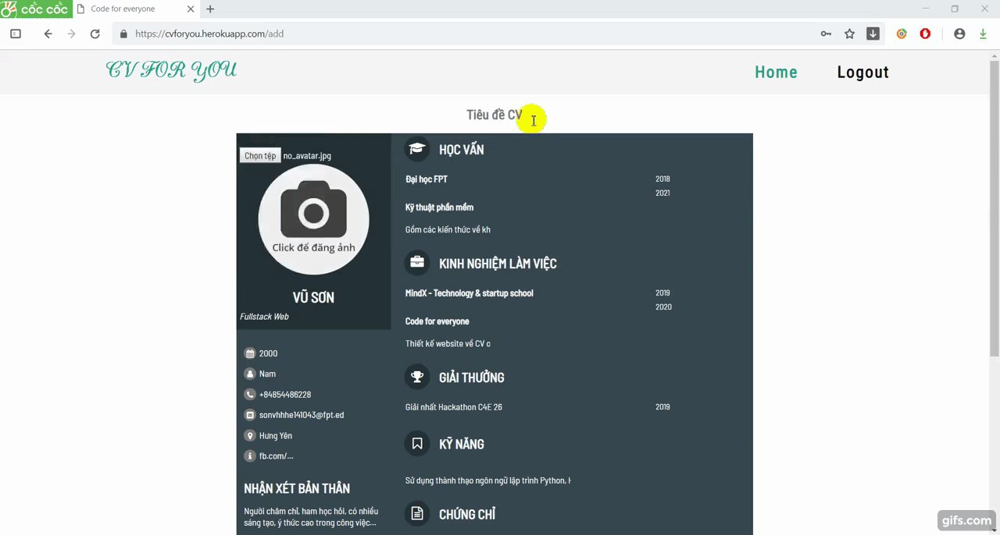 cốc cốc
Code for everyone
https://cvforyou.herokuapp.com/add
CV FOR YOU
Home
Logout
Tiêu đề CV
Chọn tệp no_avatar.jpg
Click để đăng ảnh
VŨ SƠN
Fullstack Web
2000
Nam
+84854486228
sonvhhhe141043@fpt.ed
Hưng Yên
fb.com/...
NHẬN XÉT BẢN THÂN
Người chăm chỉ, ham học hỏi, có nhiều
sáng tạo, ý thức cao trong công việc...
HỌC VẤN
Đại học FPT
2018
2021
Kỹ thuật phần mềm
Gồm các kiến thức về kh
KINH NGHIỆM LÀM VIỆC
MindX - Technology & startup school
2019
2020
Code for everyone
Thiết kế website về CV c
GIẢI THƯỞNG
Giải nhất Hackathon C4E 26
2019
KỸ NĂNG
Sử dụng thành thạo ngôn ngữ lập trình Python,
CHỨNG CHỈ
gifs.com